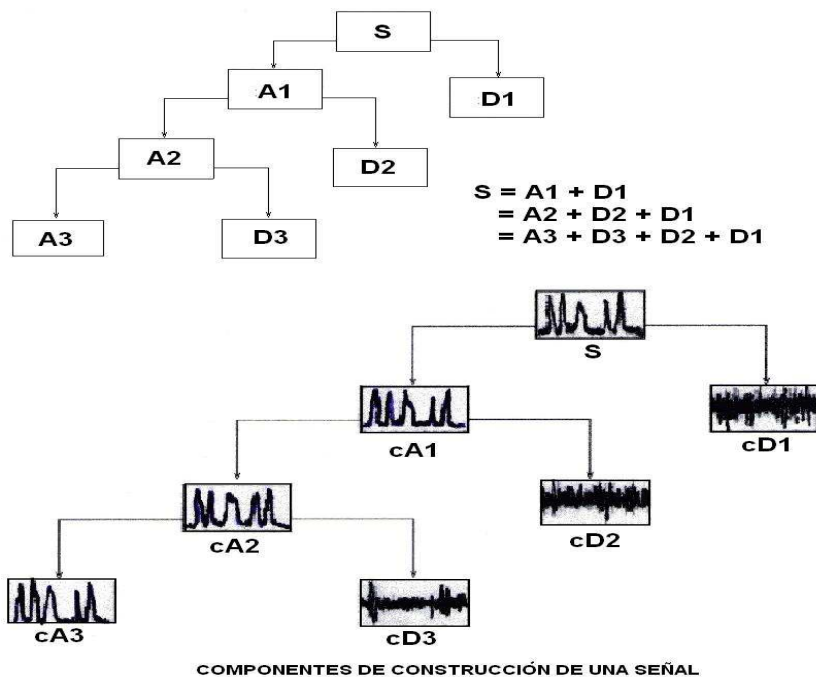 S
A1
D1
A2
D2
A3
D3
S = A1 + D1
= A2 + D2 + D1
= A3 + D3 + D2 + D1
S
cA1
cD1
cA2
cD2
cA3
cD3
COMPONENTES DE CONSTRUCCIÓN DE UNA SEÑAL